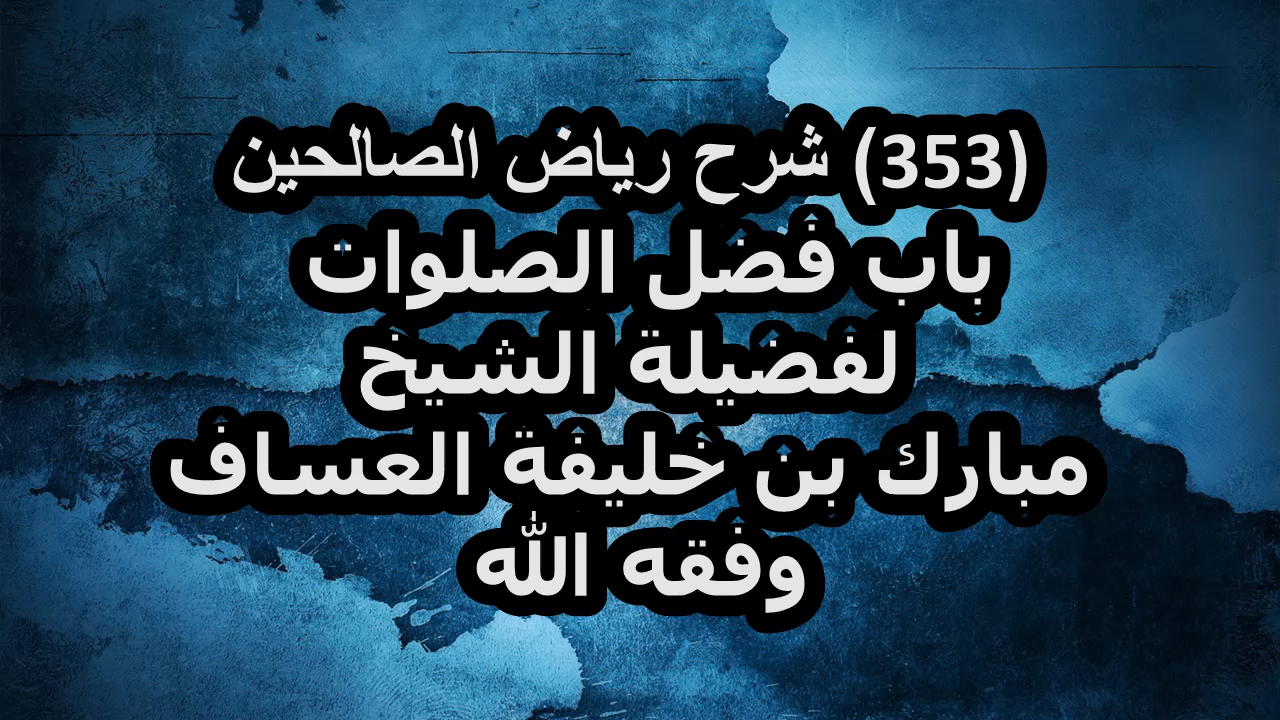 (353) شرح رياض الصالحين
باب فضل الصلوات
لفضيلة الشيخ
مبارك بن خليفة العساف
وفقه الله